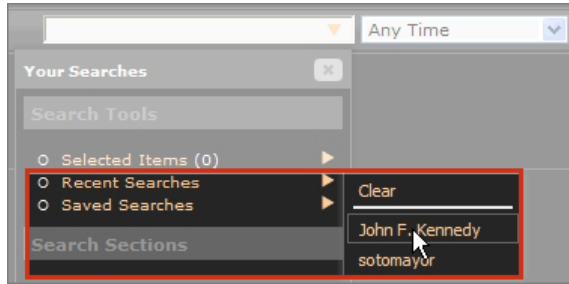 Any Time
Your Searches
Search Tools
Selected Items (0)
Recent Searches
Saved Searches
Search Sections
Clear
John F. Kennedy
sotomayor